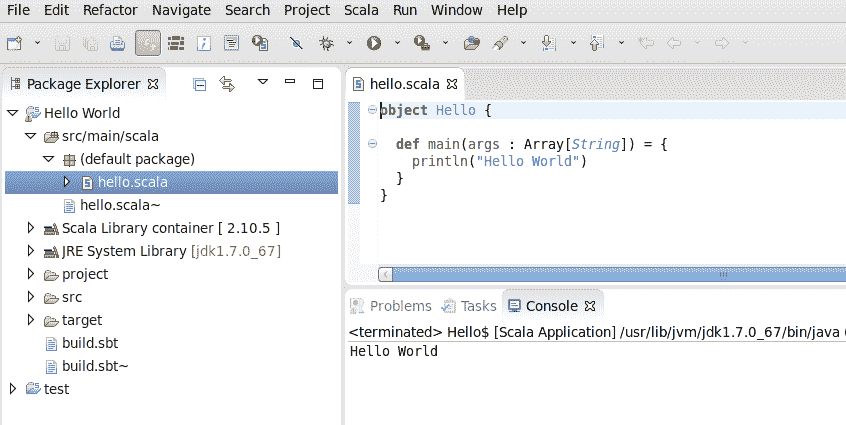 File Edit Refactor Navigate Search Project Scala Run Window Help
Package Explorer
Hello World
src/main/scala
(default package)
hello.scala
hello.scala~
Scala Library container [ 2.10.5 ]
JRE System Library [jdk1.7.0_67]
project
src
target
build.sbt
build.sbt~
test
hello.scala
object Hello {
def main(args : Array[String]) = {
println("Hello World")
}
}
Problems Tasks Console
<terminated> Hello$ [Scala Application] /usr/lib/jvm/jdk1.7.0_67/bin/java (
Hello World